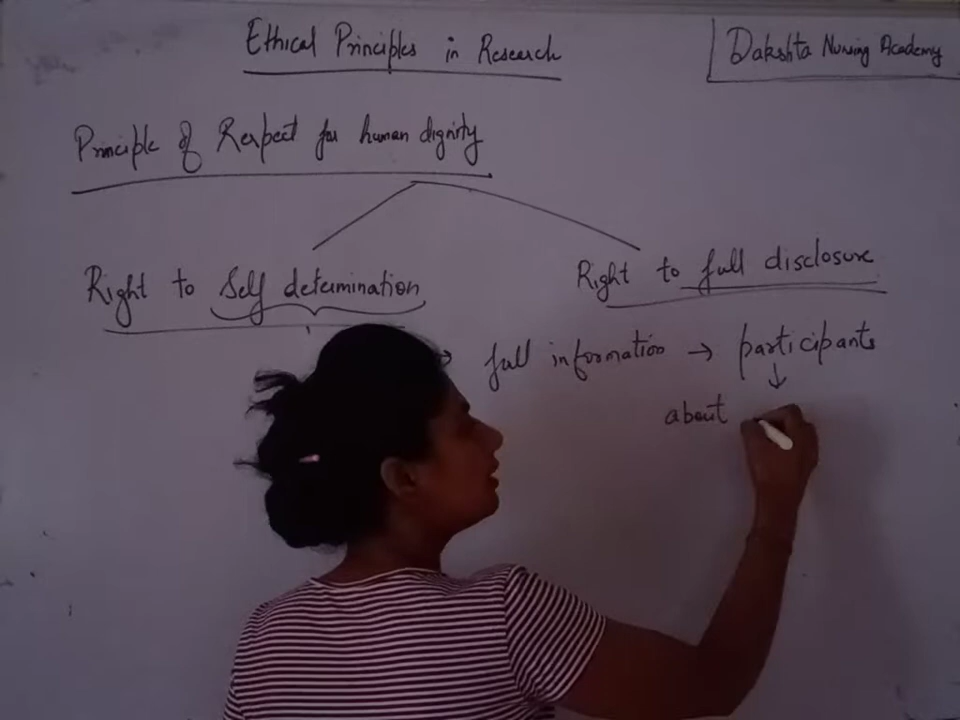 Ethical Principles in Research
Dakshta Nursing Academy
Principle of Respect for human dignity
Right to Self determination
Right to full disclosure
→ full information → participants
↓
about